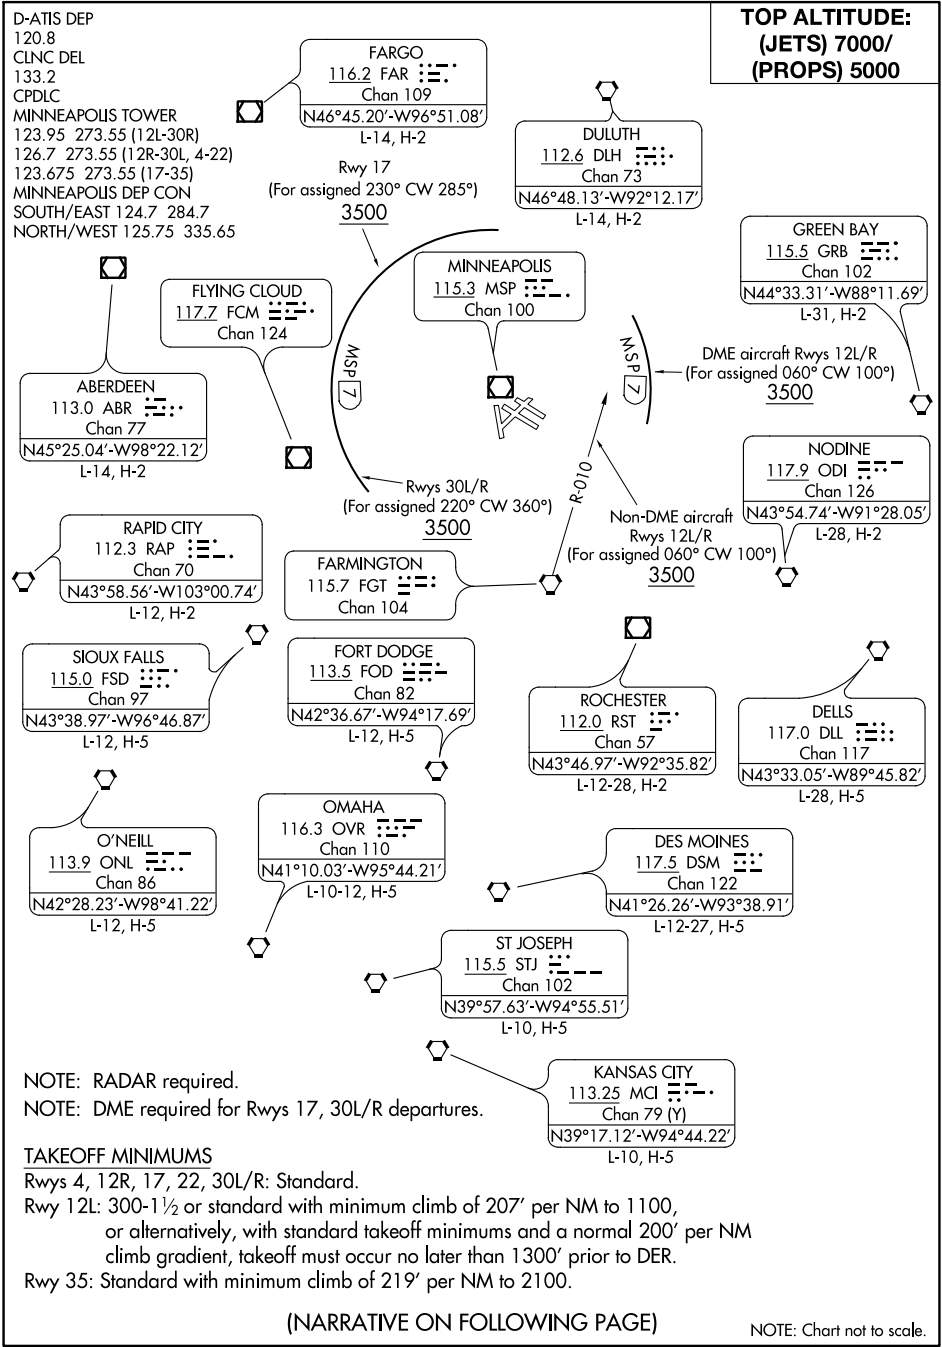 D-ATIS DEP
120.8
CLNC DEL
133.2
CPDLC
MINNEAPOLIS TOWER
123.95 273.55 (12L-30R)
126.7 273.55 (12R-30L, 4-22)
123.675 273.55 (17-35)
MINNEAPOLIS DEP CON
SOUTH/EAST 124.7 284.7
NORTH/WEST 125.75 335.65
TOP ALTITUDE:
(JETS) 7000/
(PROPS) 5000
FARGO
116.2 FAR
Chan 109
N46°45.20′-W96°51.08′
L-14, H-2
DULUTH
112.6 DLH
Chan 73
N46°48.13′-W92°12.17′
L-14, H-2
Rwy 17
(For assigned 230° CW 285°)
3500
GREEN BAY
115.5 GRB
Chan 102
N44°33.31′-W88°11.69′
L-31, H-2
MINNEAPOLIS
115.3 MSP
Chan 100
FLYING CLOUD
117.7 FCM
Chan 124
MSP 7
MSP 7
DME aircraft Rwys 12L/R
(For assigned 060° CW 100°)
3500
ABERDEEN
113.0 ABR
Chan 77
N45°25.04′-W98°22.12′
L-14, H-2
NODINE
117.9 ODI
Chan 126
N43°54.74′-W91°28.05′
L-28, H-2
Rwys 30L/R
(For assigned 220° CW 360°)
3500
R-010
Non-DME aircraft
Rwys 12L/R
(For assigned 060° CW 100°)
3500
RAPID CITY
112.3 RAP
Chan 70
N43°58.56′-W103°00.74′
L-12, H-2
FARMINGTON
115.7 FGT
Chan 104
SIOUX FALLS
115.0 FSD
Chan 97
N43°38.97′-W96°46.87′
L-12, H-5
FORT DODGE
113.5 FOD
Chan 82
N42°36.67′-W94°17.69′
L-12, H-5
ROCHESTER
112.0 RST
Chan 57
N43°46.97′-W92°35.82′
L-12-28, H-2
DELLS
117.0 DLL
Chan 117
N43°33.05′-W89°45.82′
L-28, H-5
O'NEILL
113.9 ONL
Chan 86
N42°28.23′-W98°41.22′
L-12, H-5
OMAHA
116.3 OVR
Chan 110
N41°10.03′-W95°44.21′
L-10-12, H-5
DES MOINES
117.5 DSM
Chan 122
N41°26.26′-W93°38.91′
L-12-27, H-5
ST JOSEPH
115.5 STJ
Chan 102
N39°57.63′-W94°55.51′
L-10, H-5
KANSAS CITY
113.25 MCI
Chan 79 (Y)
N39°17.12′-W94°44.22′
L-10, H-5
NOTE: RADAR required.
NOTE: DME required for Rwys 17, 30L/R departures.
TAKEOFF MINIMUMS
Rwys 4, 12R, 17, 22, 30L/R: Standard.
Rwy 12L: 300-1½ or standard with minimum climb of 207′ per NM to 1100,
or alternatively, with standard takeoff minimums and a normal 200′ per NM
climb gradient, takeoff must occur no later than 1300′ prior to DER.
Rwy 35: Standard with minimum climb of 219′ per NM to 2100.
(NARRATIVE ON FOLLOWING PAGE)
NOTE: Chart not to scale.